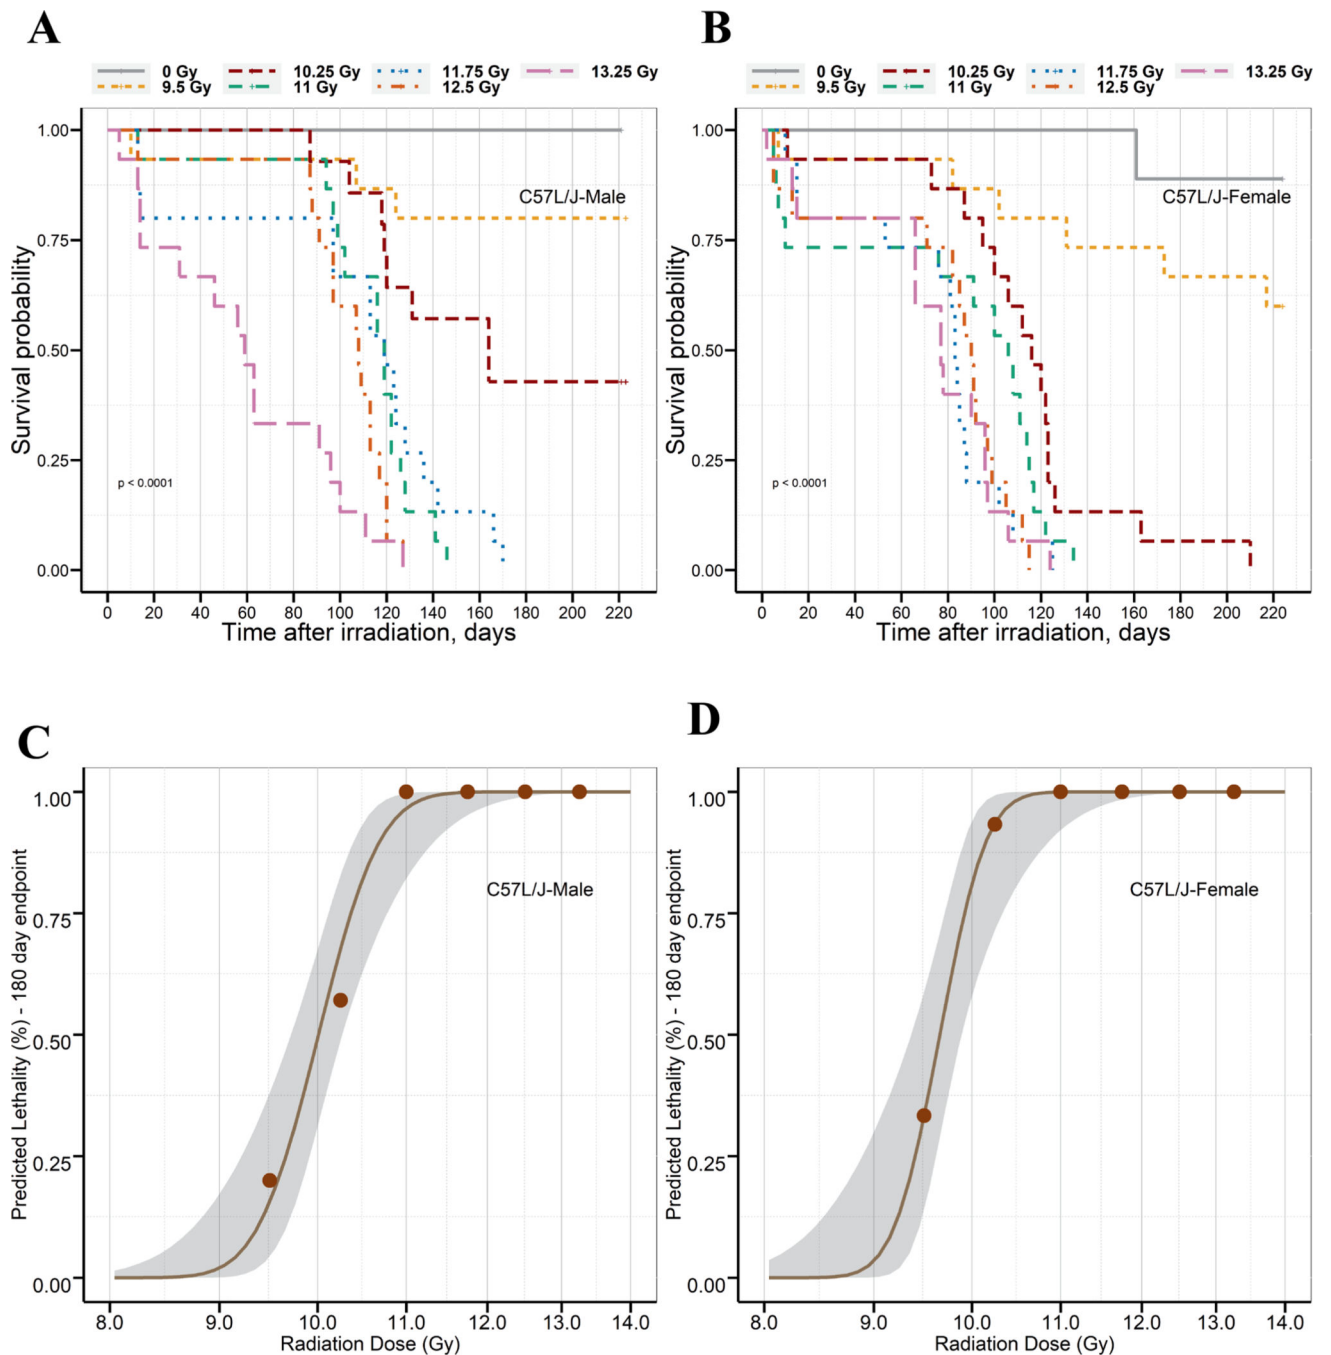 A
0 Gy 10.25 Gy 11.75 Gy 13.25 Gy
9.5 Gy 11 Gy 12.5 Gy
1.00
C57L/J-Male
0.75
Survival probability
0.50
0.25
p < 0.0001
0.00
0 20 40 60 80 100 120 140 160 180 200 220
Time after irradiation, days
B
0 Gy 10.25 Gy 11.75 Gy 13.25 Gy
9.5 Gy 11 Gy 12.5 Gy
1.00
C57L/J-Female
0.75
Survival probability
0.50
0.25
p < 0.0001
0.00
0 20 40 60 80 100 120 140 160 180 200 220
Time after irradiation, days
C
1.00
C57L/J-Male
0.75
Predicted Lethality (%) - 180 day endpoint
0.50
0.25
0.00
8.0 9.0 10.0 11.0 12.0 13.0 14.0
Radiation Dose (Gy)
D
1.00
C57L/J-Female
0.75
Predicted Lethality (%) - 180 day endpoint
0.50
0.25
0.00
8.0 9.0 10.0 11.0 12.0 13.0 14.0
Radiation Dose (Gy)